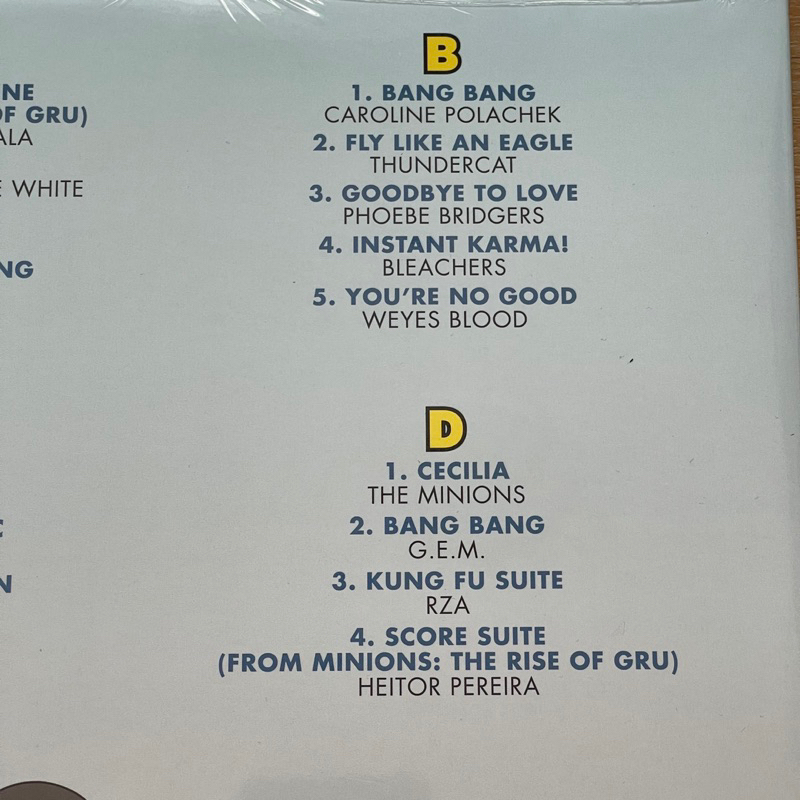 NE
OF GRU)
ALA
E WHITE
NG
N
B
1. BANG BANG
CAROLINE POLACHEK
2. FLY LIKE AN EAGLE
THUNDERCAT
3. GOODBYE TO LOVE
PHOEBE BRIDGERS
4. INSTANT KARMA!
BLEACHERS
5. YOU'RE NO GOOD
WEYES BLOOD
D
1. CECILIA
THE MINIONS
2. BANG BANG
G.E.M.
3. KUNG FU SUITE
RZA
4. SCORE SUITE
(FROM MINIONS: THE RISE OF GRU)
HEITOR PEREIRA